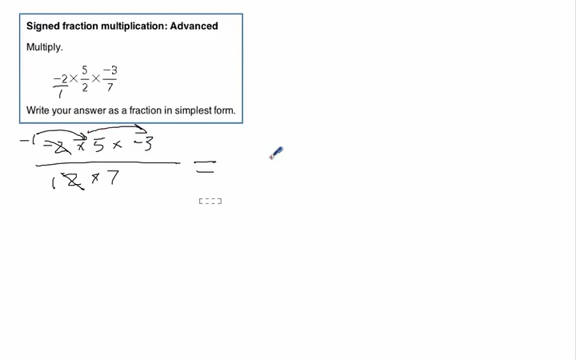 Signed fraction multiplication: Advanced
Multiply.
-2/1 × 5/2 × -3/7
Write your answer as a fraction in simplest form.
-1 -2 × 5 × -3
1 2 × 7 =